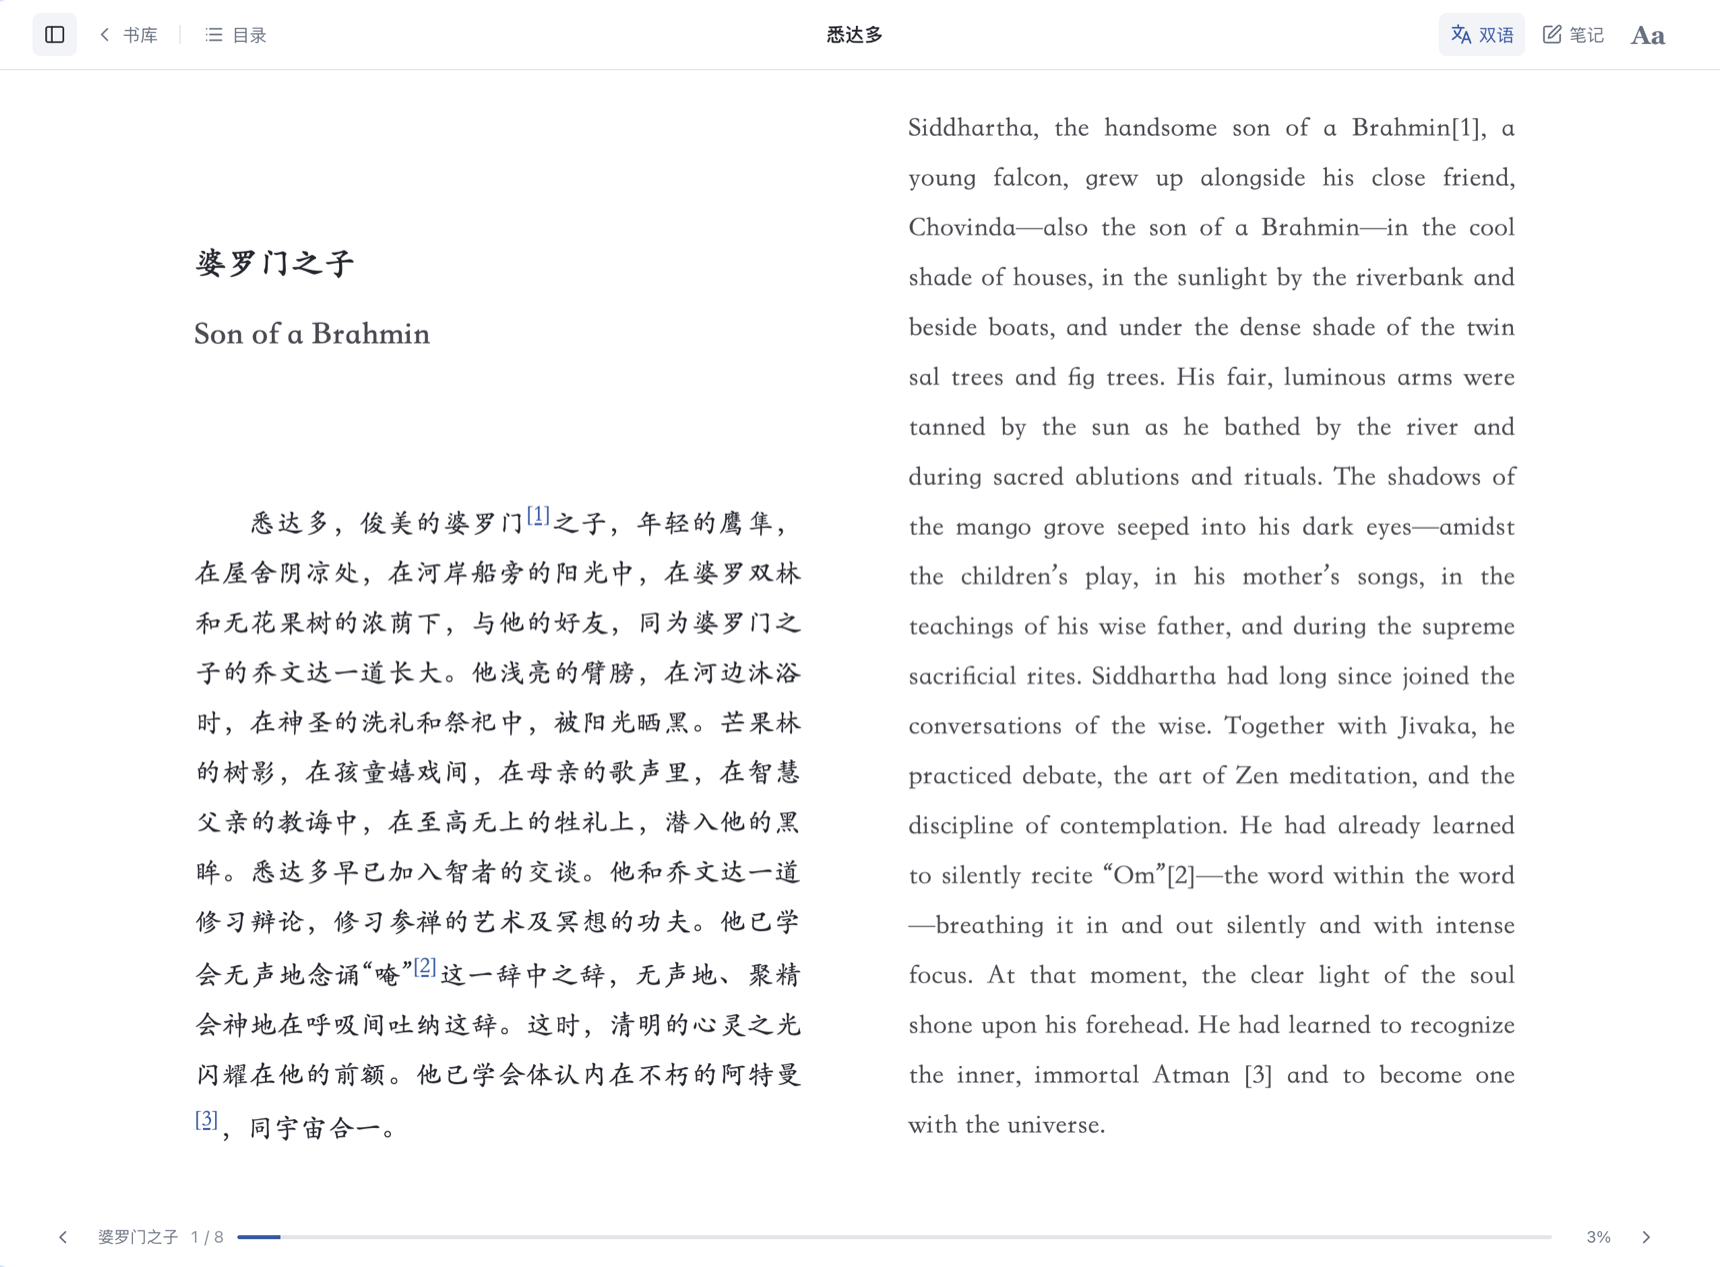 书库
目录
悉达多
双语
笔记
Aa
婆罗门之子
Son of a Brahmin
悉达多，俊美的婆罗门[1]之子，年轻的鹰隼，
在屋舍阴凉处，在河岸船旁的阳光中，在婆罗双林
和无花果树的浓荫下，与他的好友，同为婆罗门之
子的乔文达一道长大。他浅亮的臂膀，在河边沐浴
时，在神圣的洗礼和祭祀中，被阳光晒黑。芒果林
的树影，在孩童嬉戏间，在母亲的歌声里，在智慧
父亲的教诲中，在至高无上的牲礼上，潜入他的黑
眸。悉达多早已加入智者的交谈。他和乔文达一道
修习辩论，修习参禅的艺术及冥想的功夫。他已学
会无声地念诵“唵”[2]这一辞中之辞，无声地、聚精
会神地在呼吸间吐纳这辞。这时，清明的心灵之光
闪耀在他的前额。他已学会体认内在不朽的阿特曼
[3]，同宇宙合一。
Siddhartha, the handsome son of a Brahmin[1], a
young falcon, grew up alongside his close friend,
Chovinda—also the son of a Brahmin—in the cool
shade of houses, in the sunlight by the riverbank and
beside boats, and under the dense shade of the twin
sal trees and fig trees. His fair, luminous arms were
tanned by the sun as he bathed by the river and
during sacred ablutions and rituals. The shadows of
the mango grove seeped into his dark eyes—amidst
the children’s play, in his mother’s songs, in the
teachings of his wise father, and during the supreme
sacrificial rites. Siddhartha had long since joined the
conversations of the wise. Together with Jivaka, he
practiced debate, the art of Zen meditation, and the
discipline of contemplation. He had already learned
to silently recite “Om”[2]—the word within the word
—breathing it in and out silently and with intense
focus. At that moment, the clear light of the soul
shone upon his forehead. He had learned to recognize
the inner, immortal Atman [3] and to become one
with the universe.
婆罗门之子 1 / 8
3%